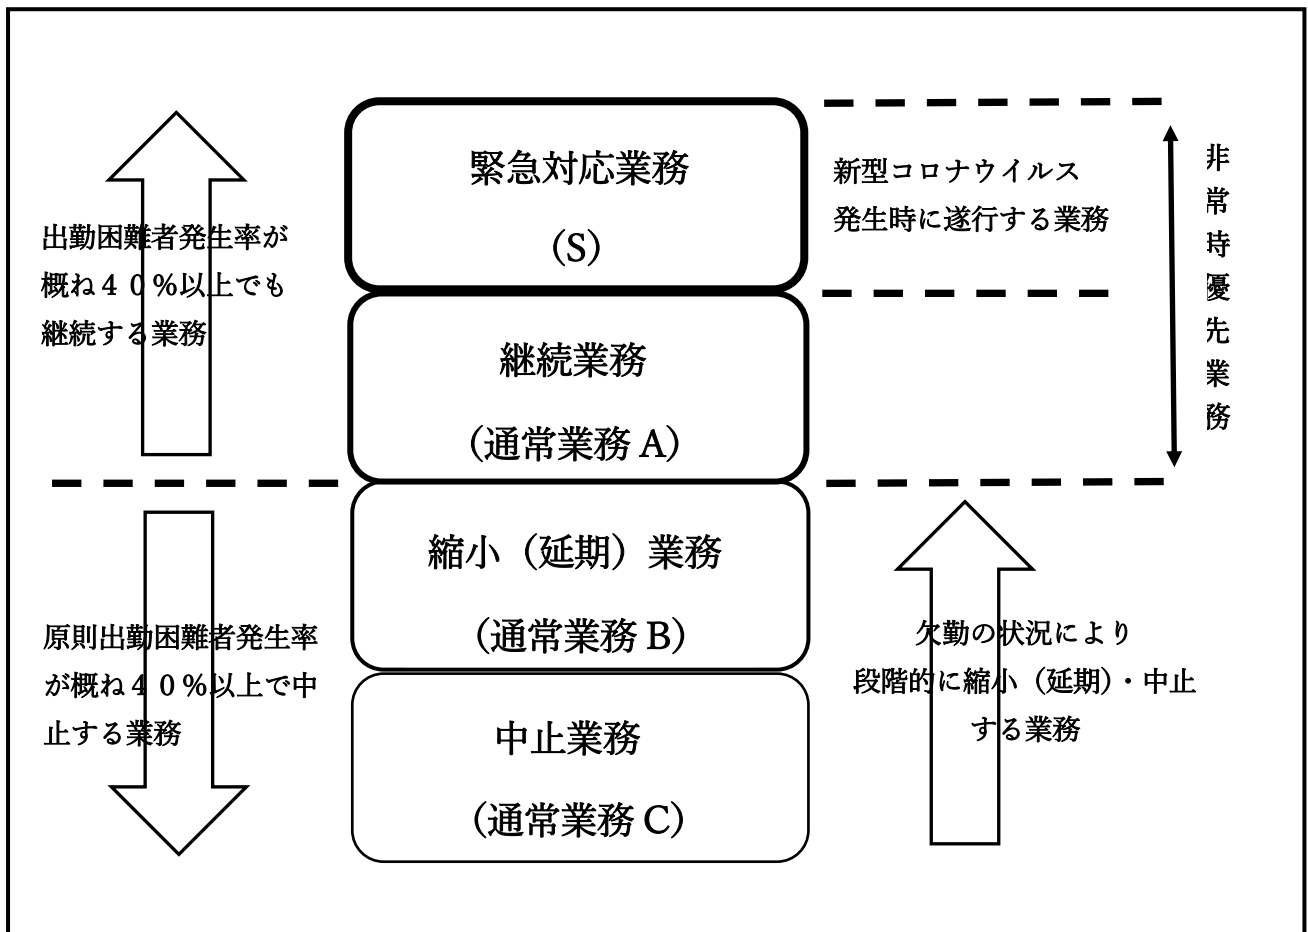 緊急対応業務
（S）
新型コロナウイルス
発生時に遂行する業務
非常時優先業務
出勤困難者発生率が
概ね４０％以上でも
継続する業務
継続業務
（通常業務A）
縮小（延期）業務
（通常業務B）
原則出勤困難者発生率
が概ね４０％以上で中
止する業務
欠勤の状況により
段階的に縮小（延期）・中止
する業務
中止業務
（通常業務C）